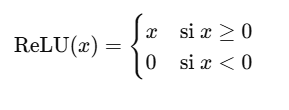 ReLU(x) = { x si x ≥ 0
0 si x < 0